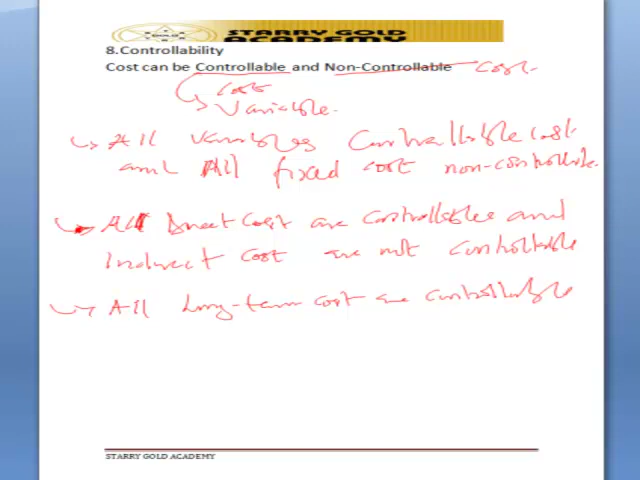 STARRY GOLD
ACADEMY
8.Controllability
Cost can be Controllable and Non-Controllable cost.
Cost
Variable.
All Variables Controllable Cost
and All fixed cost non-controllable.
All Direct Cost are Controllables and
Indirect Cost are not Controllable
All Long-term Cost are Controllable
STARRY GOLD ACADEMY